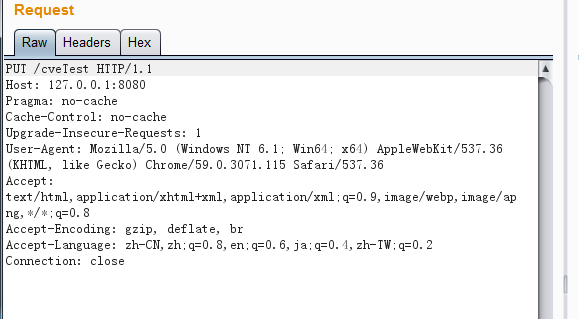 Request
Raw Headers Hex
PUT /cveTest HTTP/1.1
Host: 127.0.0.1:8080
Pragma: no-cache
Cache-Control: no-cache
Upgrade-Insecure-Requests: 1
User-Agent: Mozilla/5.0 (Windows NT 6.1; Win64; x64) AppleWebKit/537.36
(KHTML, like Gecko) Chrome/59.0.3071.115 Safari/537.36
Accept:
text/html,application/xhtml+xml,application/xml;q=0.9,image/webp,image/ap
ng,*/*;q=0.8
Accept-Encoding: gzip, deflate, br
Accept-Language: zh-CN,zh;q=0.8,en;q=0.6,ja;q=0.4,zh-TW;q=0.2
Connection: close